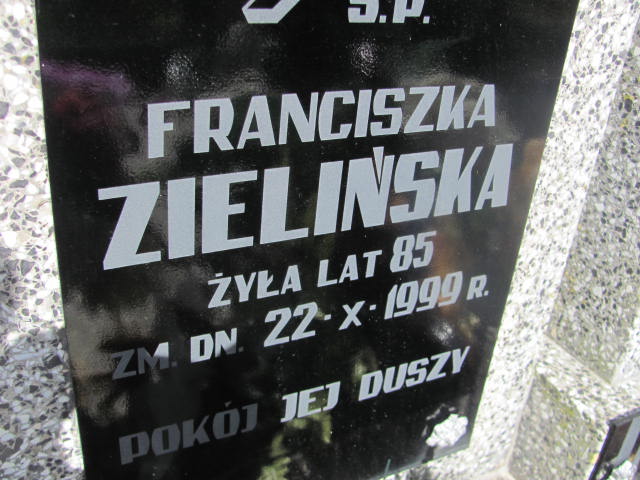 Ś.P.
FRANCISZKA
ZIELIŃSKA
ŻYŁA LAT 85
ZM. DN. 22-X-1999 R.
POKÓJ JEJ DUSZY